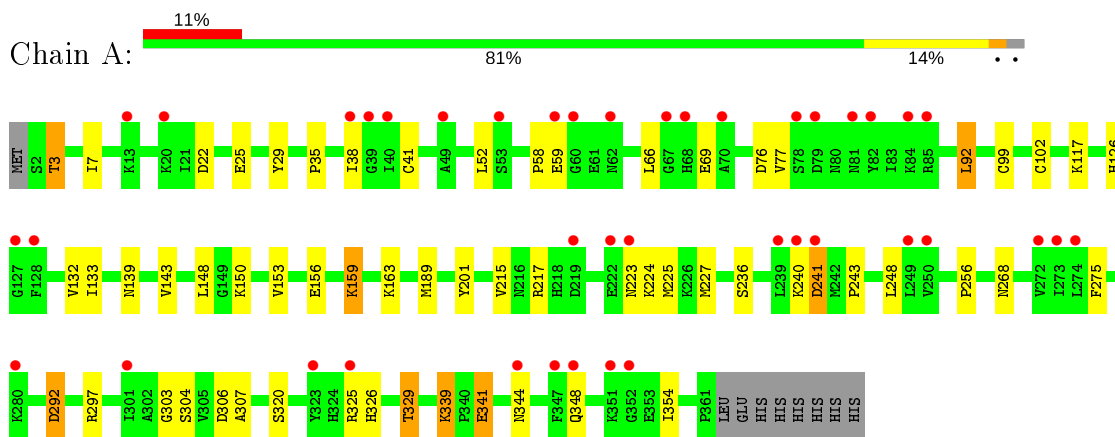 11%
Chain A:
81% 14% • •
MET S2 T3 I7 K13 K20 I21 D22 E25 Y29 P35 I38 G39 I40 C41 A49 L52 S53 P58 E59 G60 E61 N62 L66 G67 H68 E69 A70 D76 V77 S78 D79 N80 N81 Y82 I83 K84 R85 L92 C99 C102 K117 H126
G127 F128 V132 I133 N139 V143 L148 G149 K150 V153 E156 K159 K163 M189 Y201 V215 N216 R217 H218 D219 E222 N223 K224 M225 K226 M227 S236 L239 K240 D241 M242 P243 L248 L249 V250 P256 N268 V272 I273 L274 F275
K280 D292 R297 I301 A302 G303 S304 V305 D306 A307 S320 Y323 H324 R325 H326 T329 K339 P340 E341 N344 F347 Q348 K351 G352 E353 I354 P361 LEU GLU HIS HIS HIS HIS HIS HIS